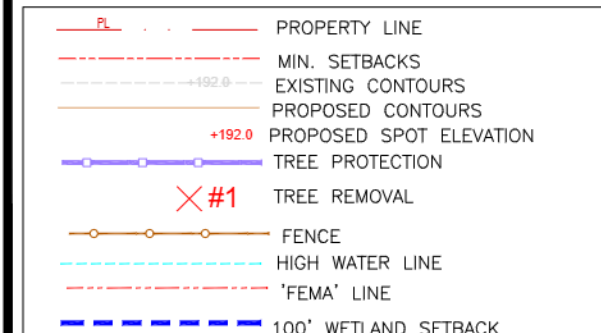 PL PROPERTY LINE
MIN. SETBACKS
+192.0 EXISTING CONTOURS
PROPOSED CONTOURS
+192.0 PROPOSED SPOT ELEVATION
TREE PROTECTION
#1 TREE REMOVAL
FENCE
HIGH WATER LINE
'FEMA' LINE
100' WETLAND SETBACK